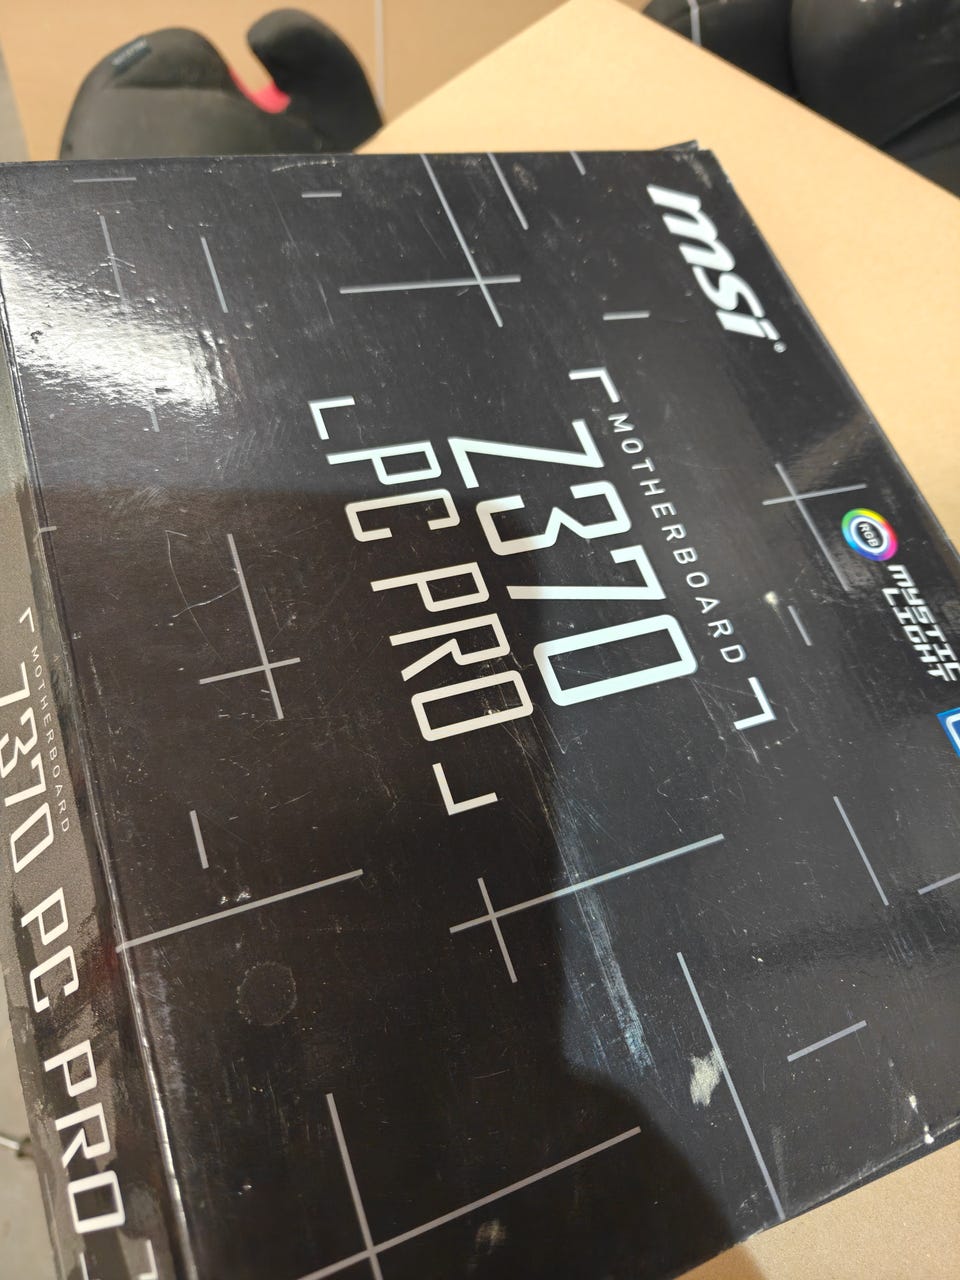 msi
MOTHERBOARD
Z370
PC PRO
RGB
MYSTIC
LIGHT
MOTHERBOARD
Z370 PC PRO